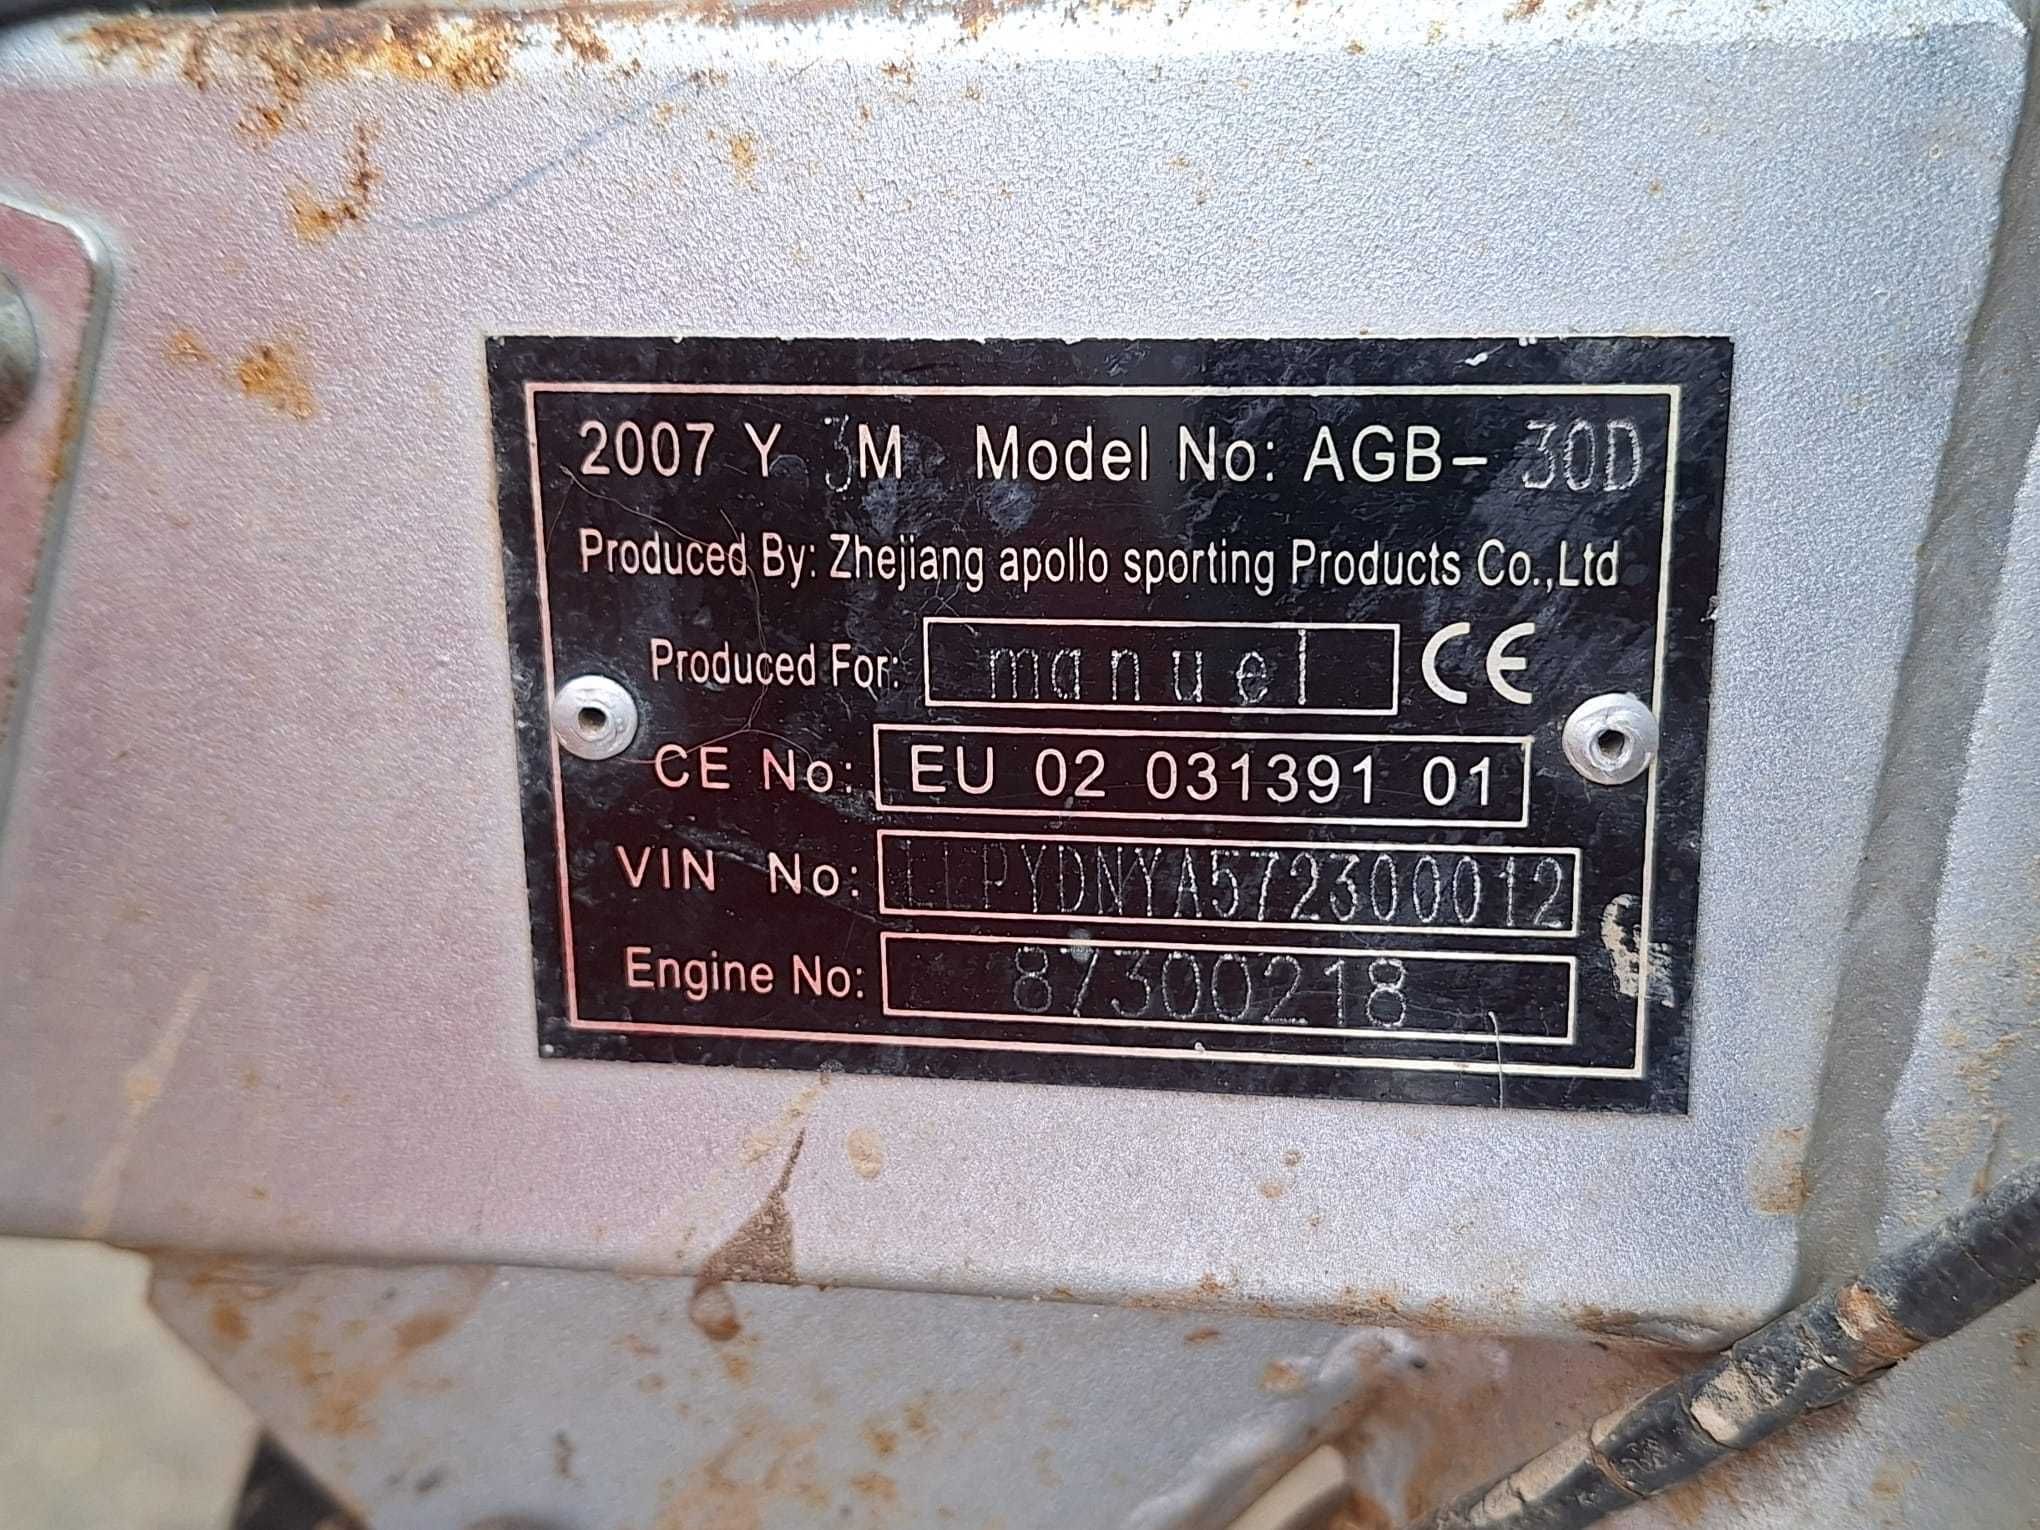 2007 Y 3M Model No: AGB- 30D
Produced By: Zhejiang apollo sporting Products Co.,Ltd
Produced For: manuel CE
CE No: EU 02 031391 01
VIN No:
Engine No: 87300218